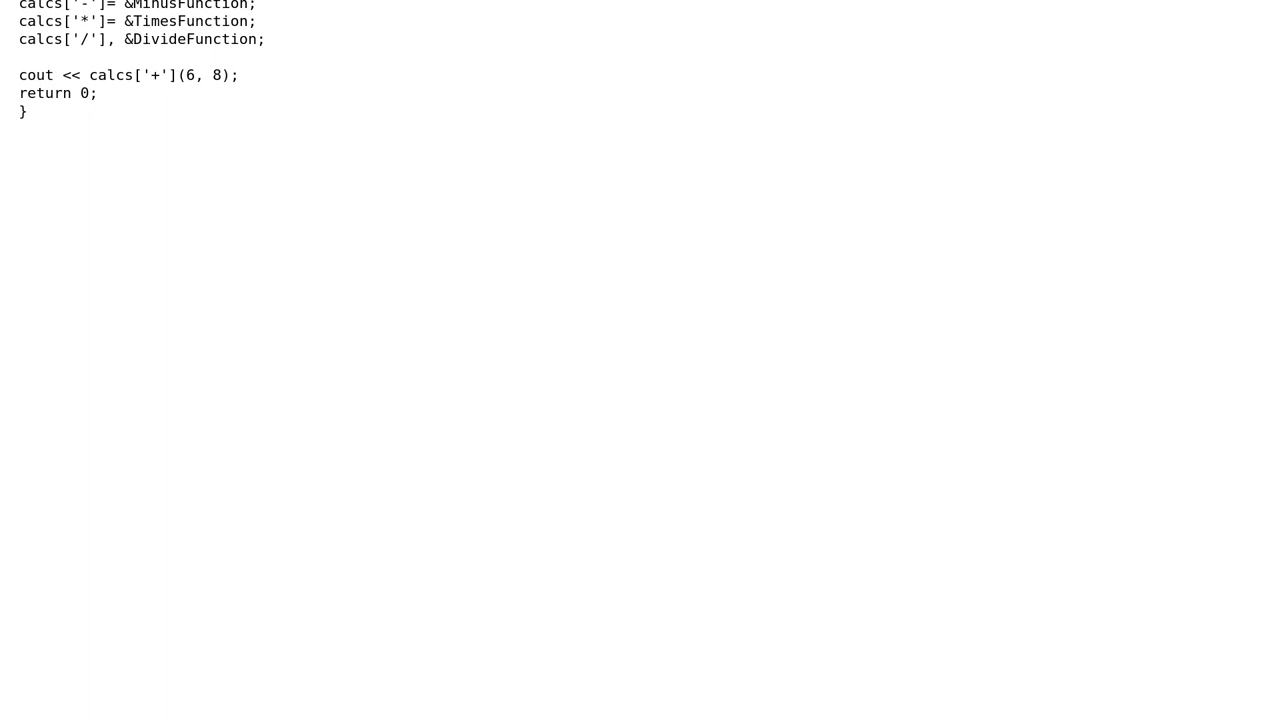 calcs['-']= &MinusFunction;
calcs['*']= &TimesFunction;
calcs['/'], &DivideFunction;

cout << calcs['+'](6, 8);
return 0;
}